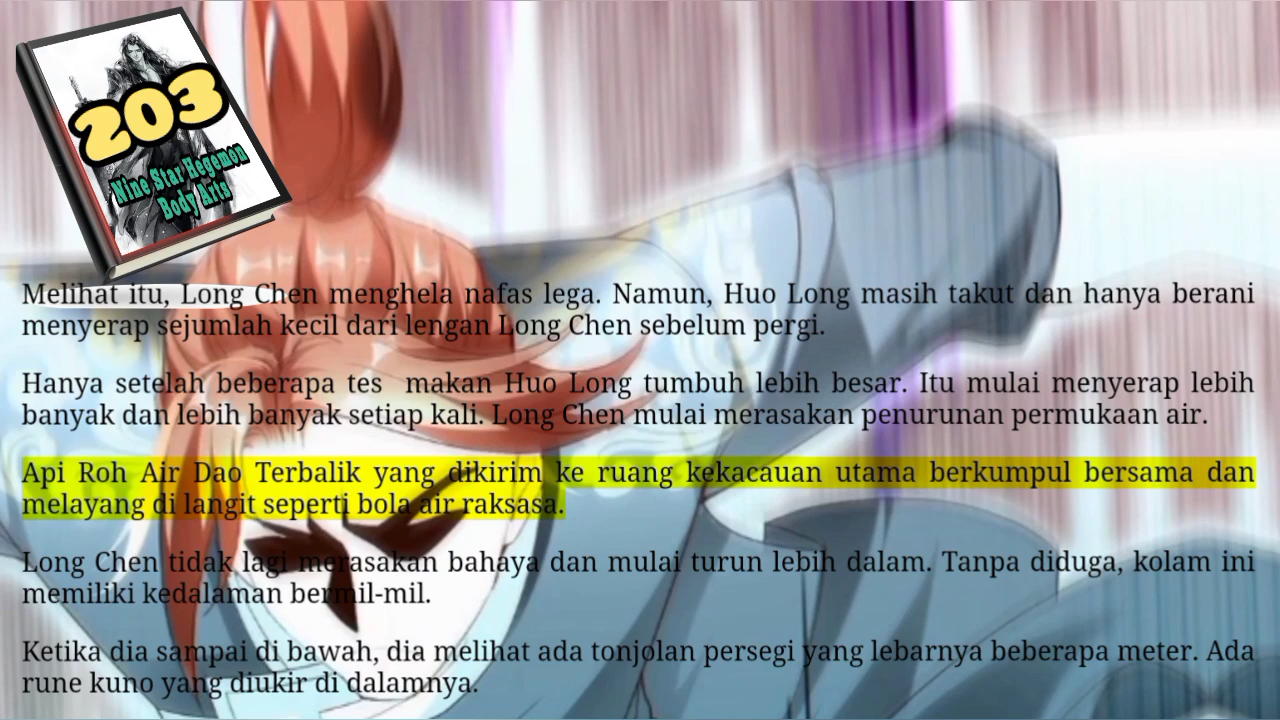 203
Nine Star Hegemon
Body Arts
Melihat itu, Long Chen menghela nafas lega. Namun, Huo Long masih takut dan hanya berani
menyerap sejumlah kecil dari lengan Long Chen sebelum pergi.
Hanya setelah beberapa tes makan Huo Long tumbuh lebih besar. Itu mulai menyerap lebih
banyak dan lebih banyak setiap kali. Long Chen mulai merasakan penurunan permukaan air.
Api Roh Air Dao Terbalik yang dikirim ke ruang kekacauan utama berkumpul bersama dan
melayang di langit seperti bola air raksasa.
Long Chen tidak lagi merasakan bahaya dan mulai turun lebih dalam. Tanpa diduga, kolam ini
memiliki kedalaman bermil-mil.
Ketika dia sampai di bawah, dia melihat ada tonjolan persegi yang lebarnya beberapa meter. Ada
rune kuno yang diukir di dalamnya.